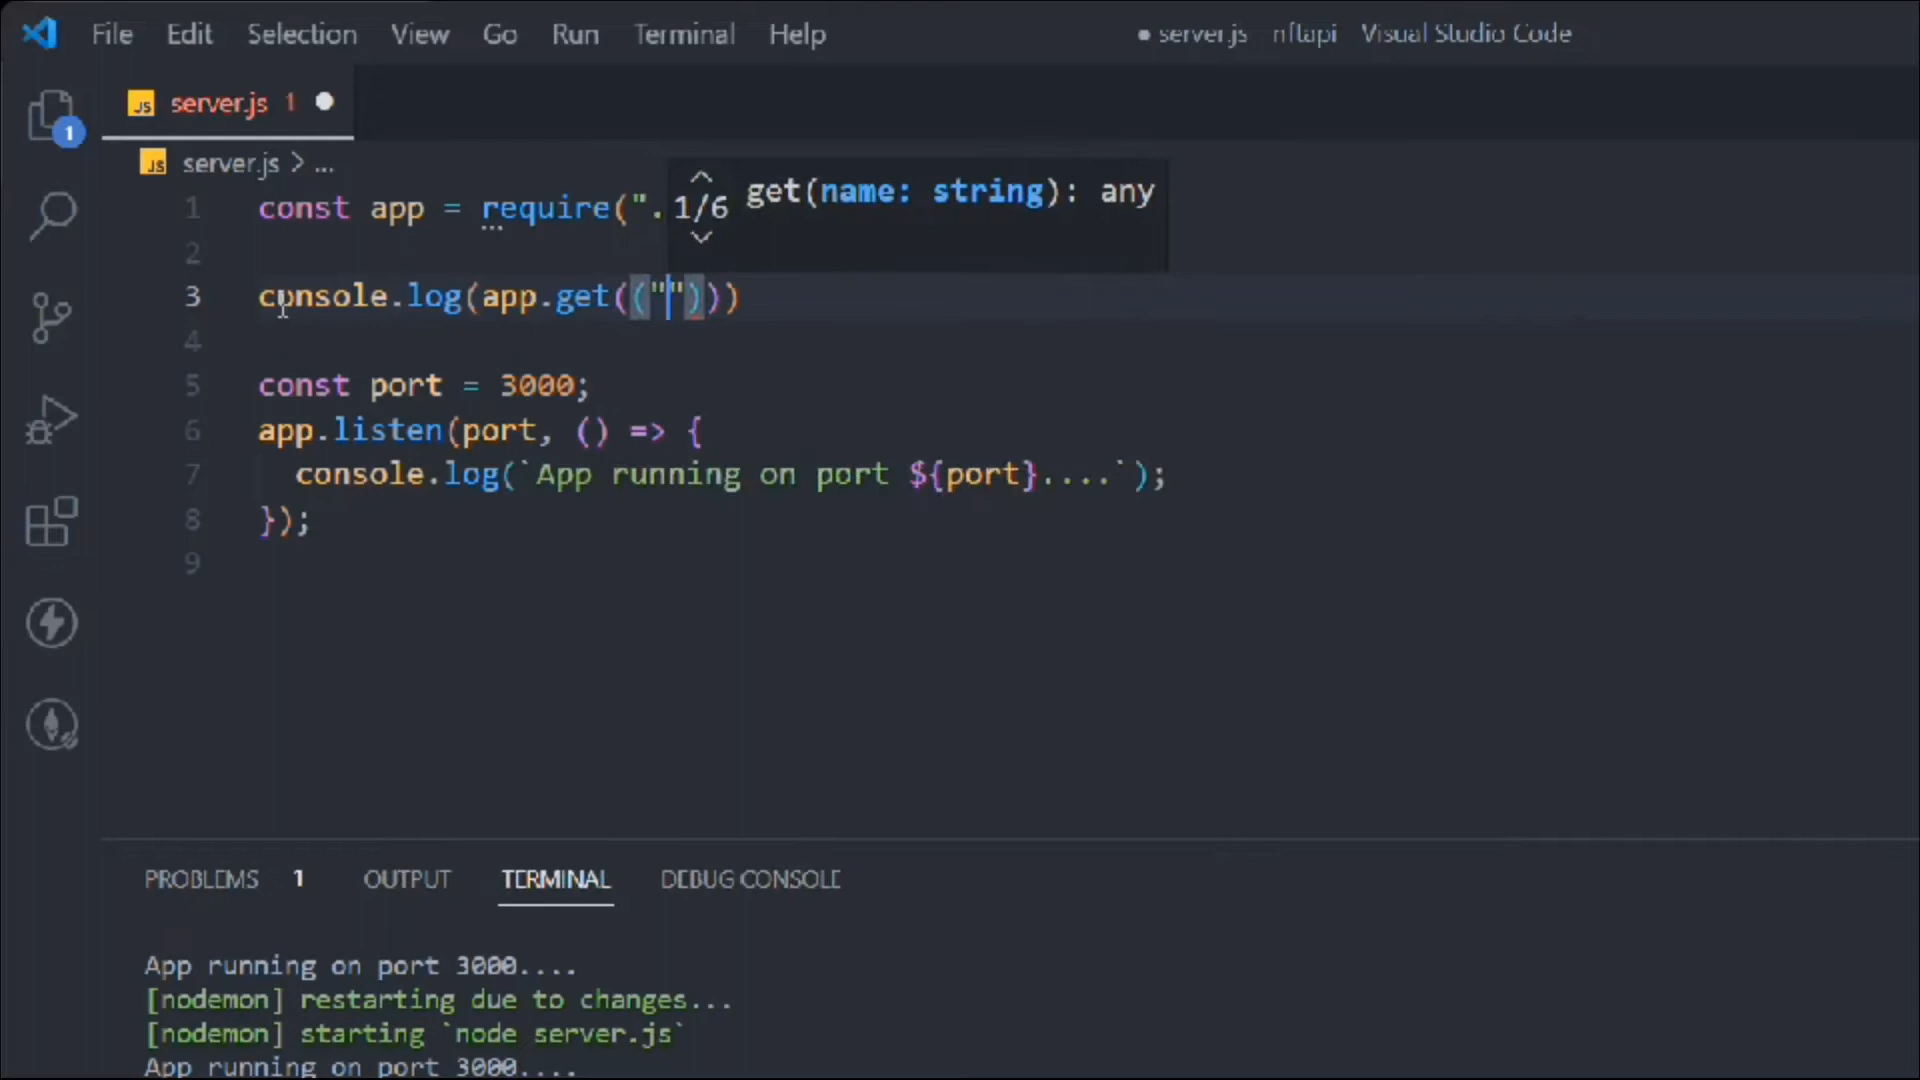 File Edit Selection View Go Run Terminal Help ● server.js nftapi Visual Studio Code
1
JS server.js 1 ●
JS server.js > ...
1 const app = require(".
1/6 get(name: string): any
2
3 console.log(app.get(("")))
4
5 const port = 3000;
6 app.listen(port, () => {
7 console.log(`App running on port ${port}....`);
8 });
9
PROBLEMS 1 OUTPUT TERMINAL DEBUG CONSOLE
App running on port 3000....
[nodemon] restarting due to changes...
[nodemon] starting `node server.js`
App running on port 3000....